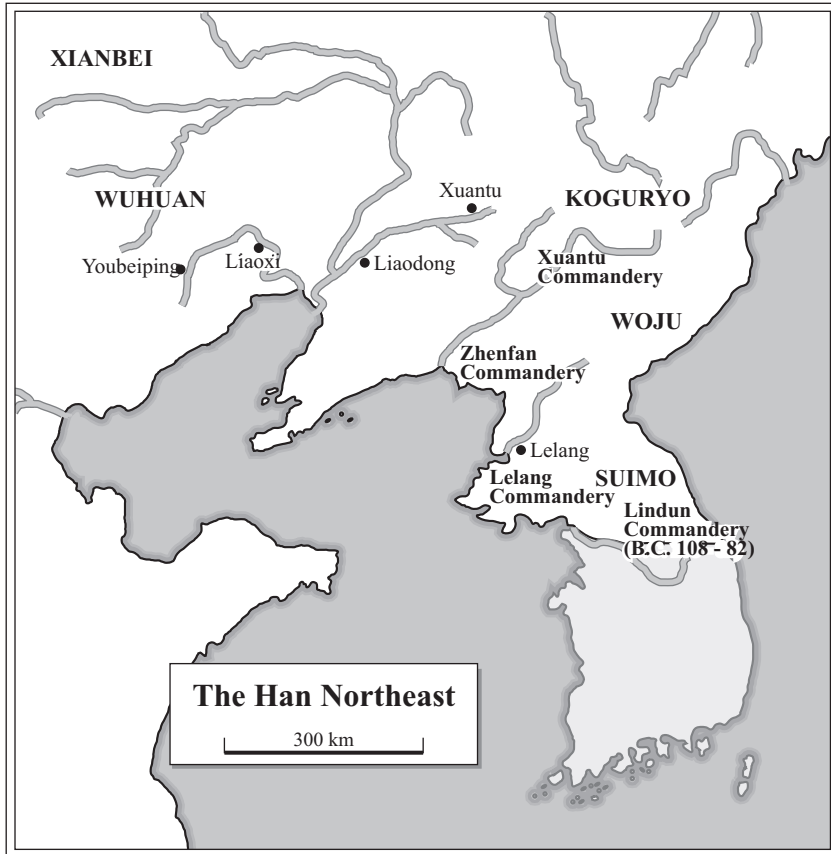 XIANBEI
WUHUAN
Xuantu
KOGURYO
Youbeiping
Liaoxi
Liaodong
Xuantu
Commandery
WOJU
Zhenfan
Commandery
Lelang
Lelang
Commandery
SUIMO
Lindun
Commandery
(B.C. 108 - 82)
The Han Northeast
300 km